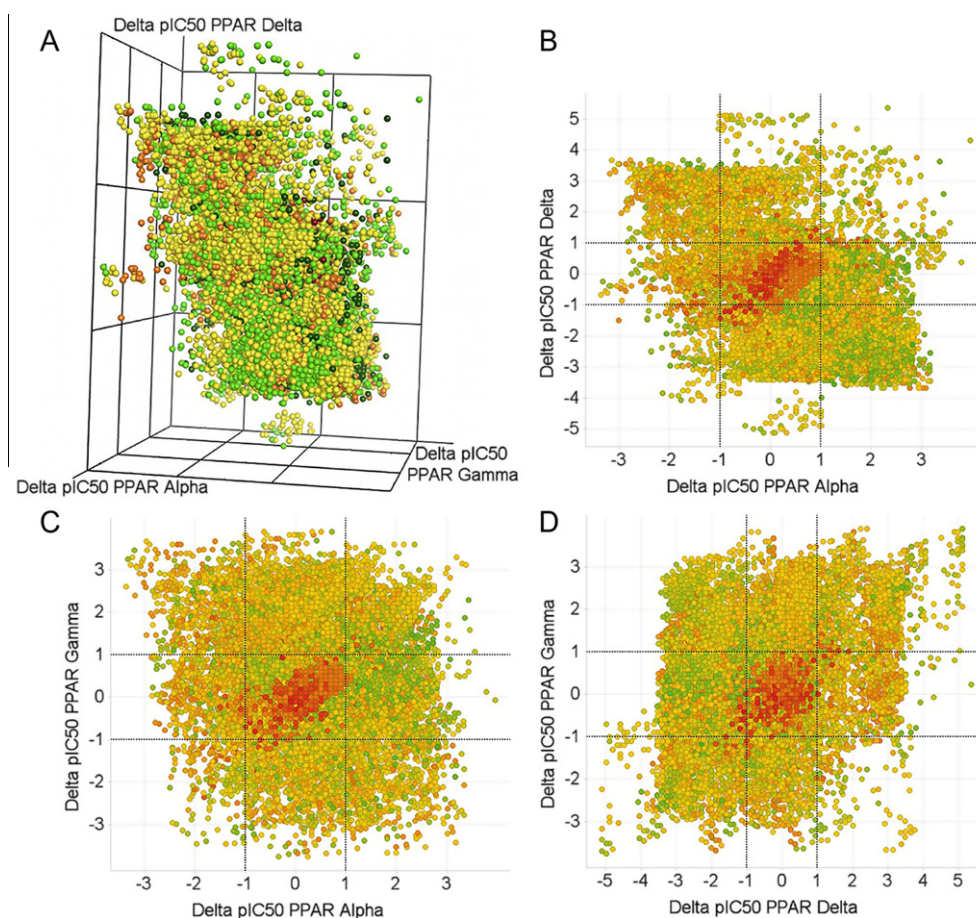 A
Delta pIC50 PPAR Delta
Delta pIC50 PPAR Alpha
Delta pIC50
PPAR Gamma
B
Delta pIC50 PPAR Delta
5
4
3
2
1
0
-1
-2
-3
-4
-5
-3 -2 -1 0 1 2 3
Delta pIC50 PPAR Alpha
C
Delta pIC50 PPAR Gamma
3
2
1
0
-1
-2
-3
-3 -2 -1 0 1 2 3
Delta pIC50 PPAR Alpha
D
Delta pIC50 PPAR Gamma
3
2
1
0
-1
-2
-3
-5 -4 -3 -2 -1 0 1 2 3 4 5
Delta pIC50 PPAR Delta